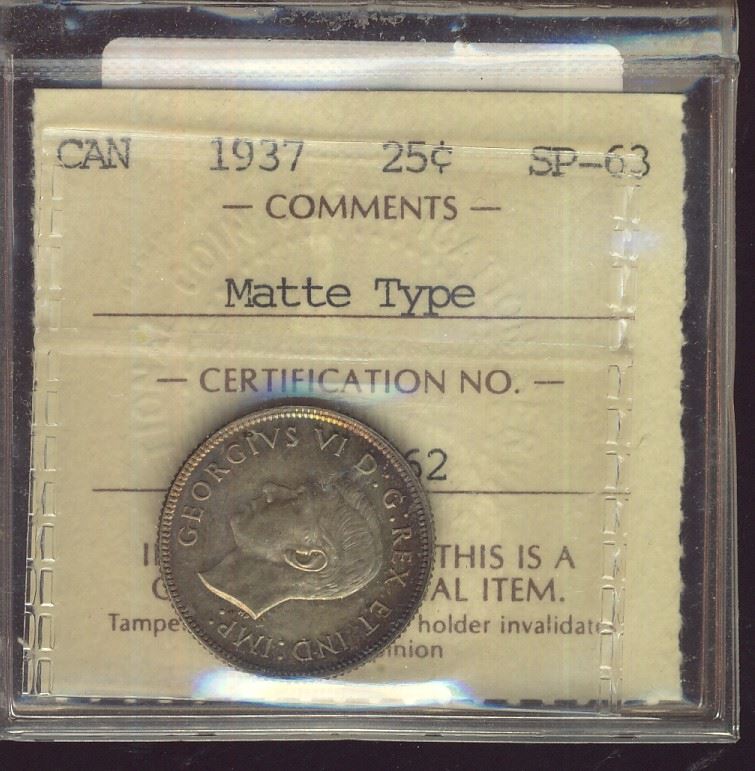 CAN 1937 25¢ SP-63
— COMMENTS —
Matte Type
— CERTIFICATION NO. —
62
GEORGIVS VI D:G:REX ET IND:IMP:
THIS IS A
ITEM.
holder